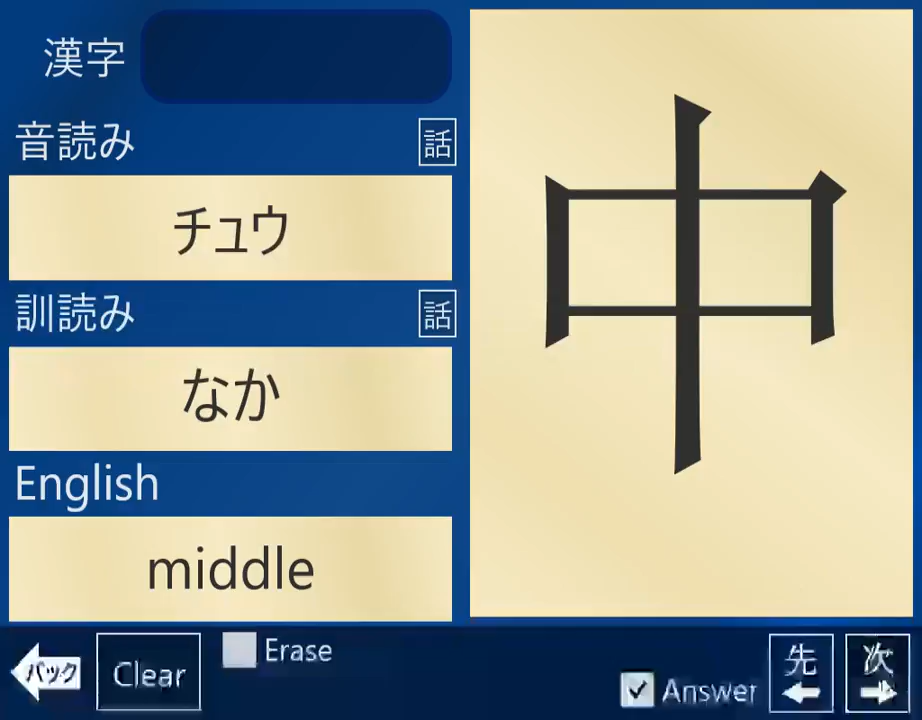 漢字
音読み 話
チュウ
訓読み 話
なか
English
middle
中
バック Clear Erase Answer 先 次